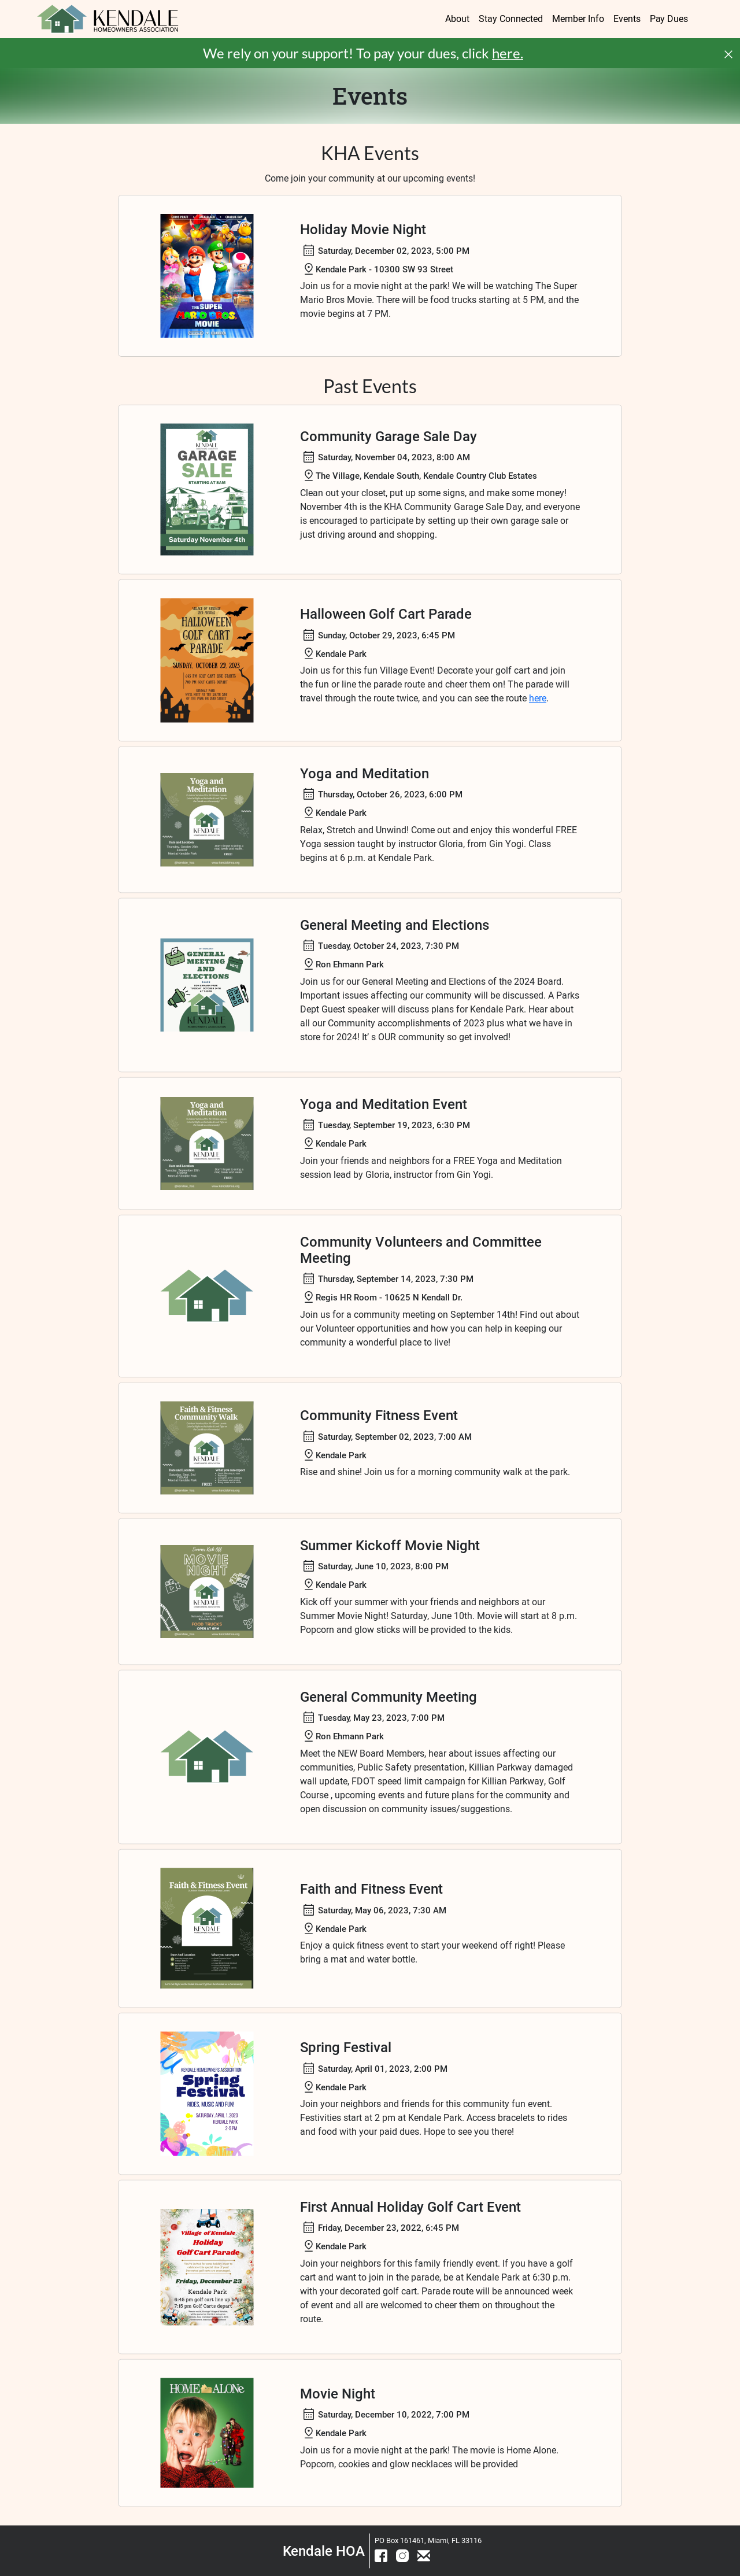 KENDALE
HOMEOWNERS ASSOCIATION
About Stay Connected Member Info Events Pay Dues
We rely on your support! To pay your dues, click here.
Events
KHA Events
Come join your community at our upcoming events!
THE SUPER
MARIO BROS.
MOVIE
Holiday Movie Night
Saturday, December 02, 2023, 5:00 PM
Kendale Park - 10300 SW 93 Street
Join us for a movie night at the park! We will be watching The Super
Mario Bros Movie. There will be food trucks starting at 5 PM, and the
movie begins at 7 PM.
Past Events
KENDALE
GARAGE
SALE
STARTING AT 8AM
Saturday November 4th
Community Garage Sale Day
Saturday, November 04, 2023, 8:00 AM
The Village, Kendale South, Kendale Country Club Estates
Clean out your closet, put up some signs, and make some money!
November 4th is the KHA Community Garage Sale Day, and everyone
is encouraged to participate by setting up their own garage sale or
just driving around and shopping.
HALLOWEEN
GOLF CART
PARADE
SUNDAY, OCTOBER 29, 2023
Halloween Golf Cart Parade
Sunday, October 29, 2023, 6:45 PM
Kendale Park
Join us for this fun Village Event! Decorate your golf cart and join
the fun or line the parade route and cheer them on! The parade will
travel through the route twice, and you can see the route here.
Yoga and
Meditation
KENDALE
Yoga and Meditation
Thursday, October 26, 2023, 6:00 PM
Kendale Park
Relax, Stretch and Unwind! Come out and enjoy this wonderful FREE
Yoga session taught by instructor Gloria, from Gin Yogi. Class
begins at 6 p.m. at Kendale Park.
GENERAL
MEETING
AND
ELECTIONS
KENDALE
General Meeting and Elections
Tuesday, October 24, 2023, 7:30 PM
Ron Ehmann Park
Join us for our General Meeting and Elections of the 2024 Board.
Important issues affecting our community will be discussed. A Parks
Dept Guest speaker will discuss plans for Kendale Park. Hear about
all our Community accomplishments of 2023 plus what we have in
store for 2024! It' s OUR community so get involved!
Yoga and
Meditation
KENDALE
Yoga and Meditation Event
Tuesday, September 19, 2023, 6:30 PM
Kendale Park
Join your friends and neighbors for a FREE Yoga and Meditation
session lead by Gloria, instructor from Gin Yogi.
Community Volunteers and Committee
Meeting
Thursday, September 14, 2023, 7:30 PM
Regis HR Room - 10625 N Kendall Dr.
Join us for a community meeting on September 14th! Find out about
our Volunteer opportunities and how you can help in keeping our
community a wonderful place to live!
Faith & Fitness
Community Walk
KENDALE
Community Fitness Event
Saturday, September 02, 2023, 7:00 AM
Kendale Park
Rise and shine! Join us for a morning community walk at the park.
Summer Kick-Off
MOVIE
NIGHT
KENDALE
FOOD TRUCKS
Summer Kickoff Movie Night
Saturday, June 10, 2023, 8:00 PM
Kendale Park
Kick off your summer with your friends and neighbors at our
Summer Movie Night! Saturday, June 10th. Movie will start at 8 p.m.
Popcorn and glow sticks will be provided to the kids.
General Community Meeting
Tuesday, May 23, 2023, 7:00 PM
Ron Ehmann Park
Meet the NEW Board Members, hear about issues affecting our
communities, Public Safety presentation, Killian Parkway damaged
wall update, FDOT speed limit campaign for Killian Parkway, Golf
Course , upcoming events and future plans for the community and
open discussion on community issues/suggestions.
Faith & Fitness Event
KENDALE
Faith and Fitness Event
Saturday, May 06, 2023, 7:30 AM
Kendale Park
Enjoy a quick fitness event to start your weekend off right! Please
bring a mat and water bottle.
KENDALE HOMEOWNERS ASSOCIATION
Spring
Festival
RIDES, MUSIC AND FUN!
SATURDAY, APRIL 1, 2023
KENDALE PARK
2-5 PM
Spring Festival
Saturday, April 01, 2023, 2:00 PM
Kendale Park
Join your neighbors and friends for this community fun event.
Festivities start at 2 pm at Kendale Park. Access bracelets to rides
and food with your paid dues. Hope to see you there!
Village of Kendale
Holiday
Golf Cart Parade
Friday, December 23
Kendale Park
6:45 pm golf cart line up
7:15 pm Golf Carts depart
First Annual Holiday Golf Cart Event
Friday, December 23, 2022, 6:45 PM
Kendale Park
Join your neighbors for this family friendly event. If you have a golf
cart and want to join in the parade, be at Kendale Park at 6:30 p.m.
with your decorated golf cart. Parade route will be announced week
of event and all are welcomed to cheer them on throughout the
route.
HOME ALONe
Movie Night
Saturday, December 10, 2022, 7:00 PM
Kendale Park
Join us for a movie night at the park! The movie is Home Alone.
Popcorn, cookies and glow necklaces will be provided
Kendale HOA
PO Box 161461, Miami, FL 33116